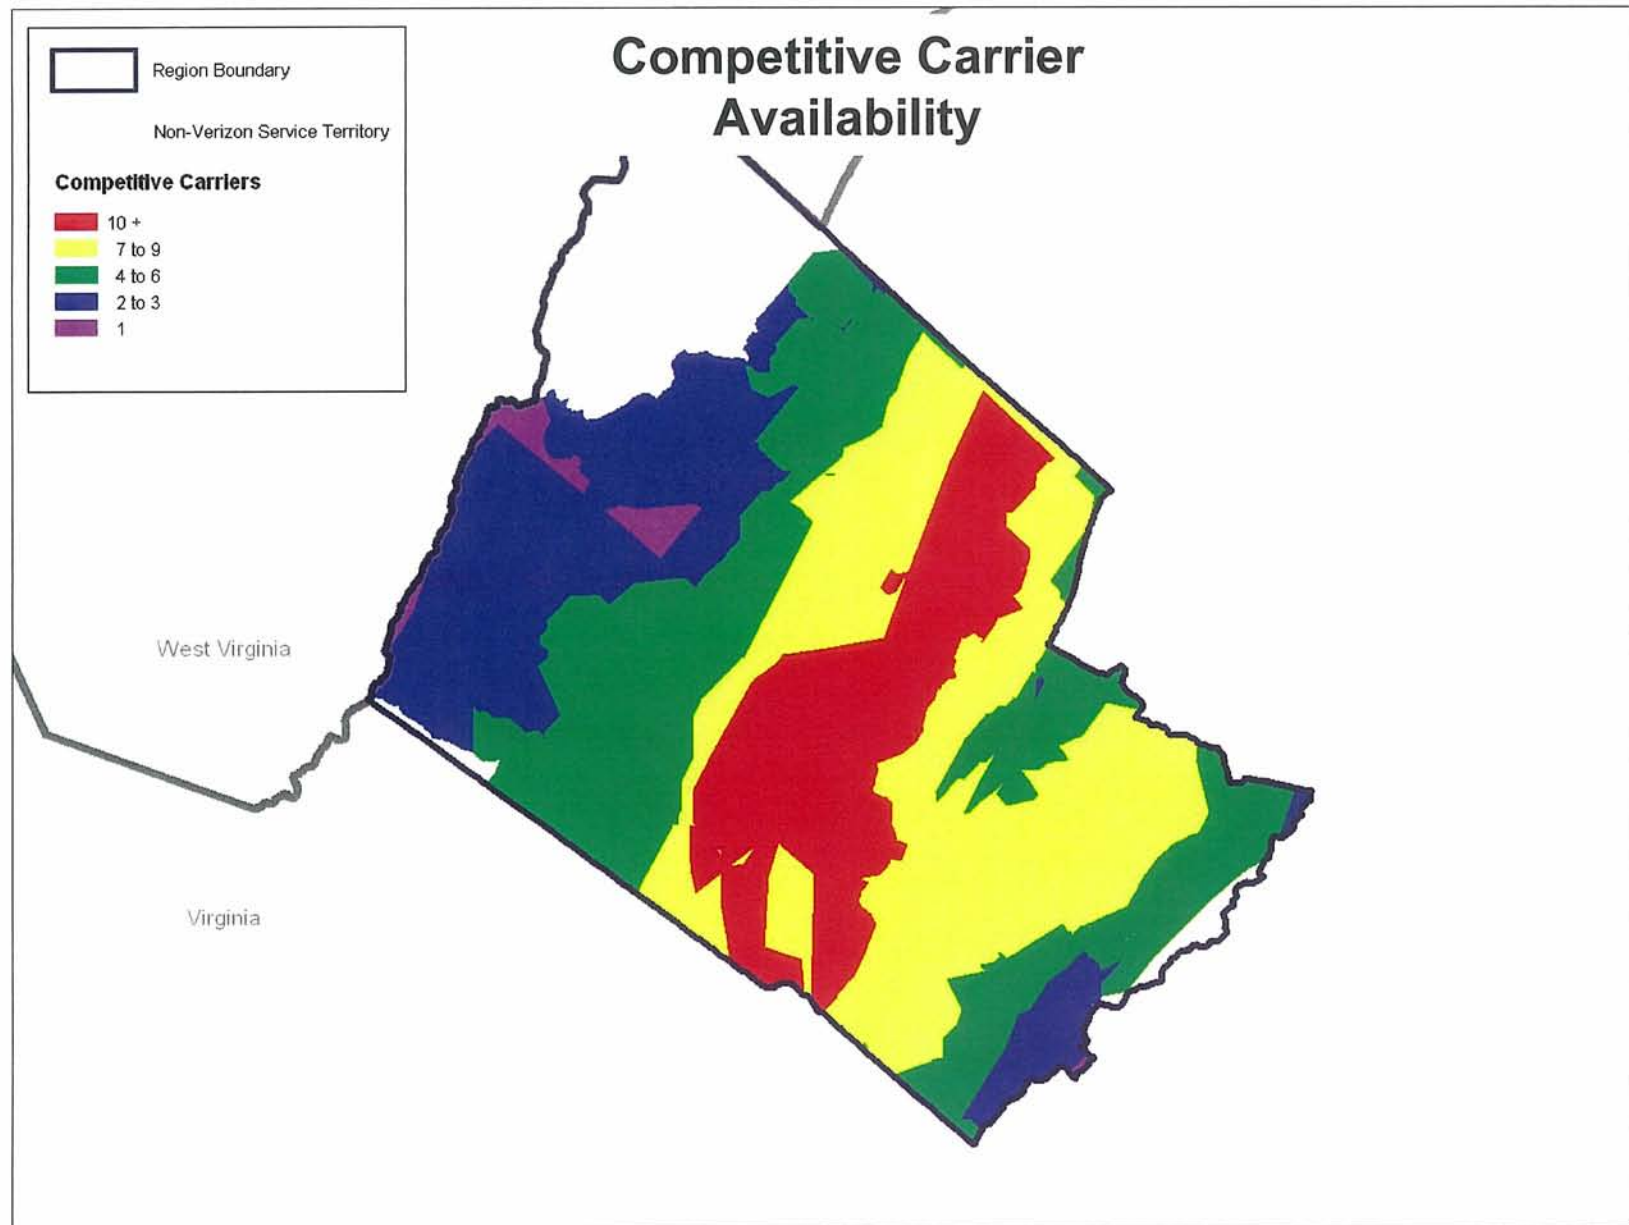 Competitive Carrier
Availability
Region Boundary
Non-Verizon Service Territory
Competitive Carriers
10 +
7 to 9
4 to 6
2 to 3
1
West Virginia
Virginia